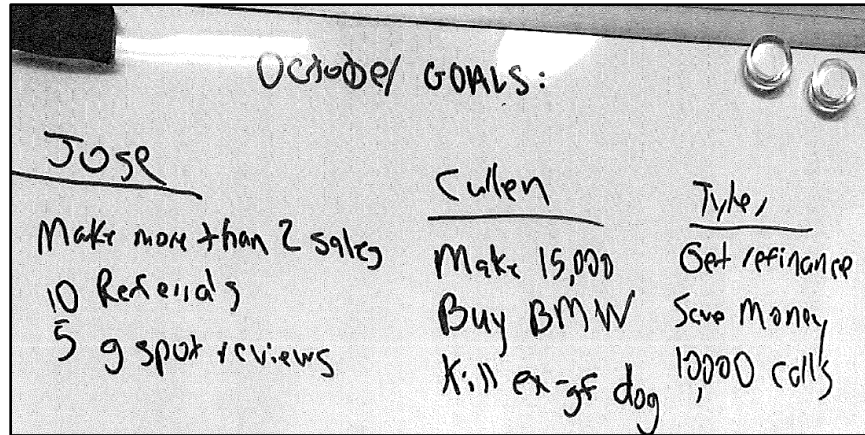 October GOALS:
Jose
Make more than 2 sales
10 Referrals
5 g spot reviews
Cullen
Make 15,000
Buy BMW
Kill ex-gf dog
Tyler
Get refinance
Save Money
10,000 calls